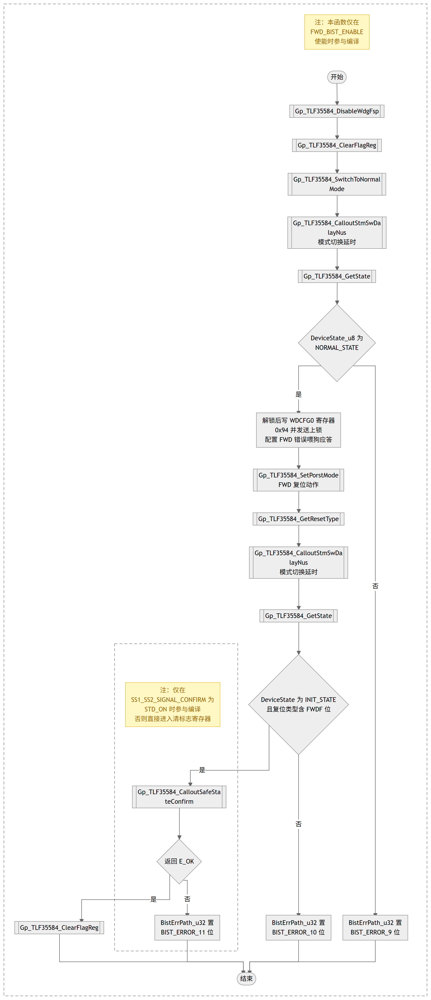 注：本函数仅在
FWD_BIST_ENABLE
使能时参与编译
开始
Gp_TLF35584_DisableWdgFsp
Gp_TLF35584_ClearFlagReg
Gp_TLF35584_SwitchToNormal
Mode
Gp_TLF35584_CalloutStmSwDa
layNus
模式切换延时
Gp_TLF35584_GetState
DeviceState_u8 为
NORMAL_STATE
是
解锁后写 WDCFG0 寄存器
0x94 并发送上锁
配置 FWD 错误喂狗应答
Gp_TLF35584_SetPorstMode
FWD 复位动作
Gp_TLF35584_GetResetType
Gp_TLF35584_CalloutStmSwDa
layNus
模式切换延时
否
Gp_TLF35584_GetState
注：仅在
SS1_SS2_SIGNAL_CONFIRM 为
STD_ON 时参与编译
否则直接进入清标志寄存器
DeviceState 为 INIT_STATE
且复位类型含 FWDF 位
是
Gp_TLF35584_CalloutSafeSta
teConfirm
否
返回 E_OK
是
否
Gp_TLF35584_ClearFlagReg
BistErrPath_u32 置
BIST_ERROR_11 位
BistErrPath_u32 置
BIST_ERROR_10 位
BistErrPath_u32 置
BIST_ERROR_9 位
结束